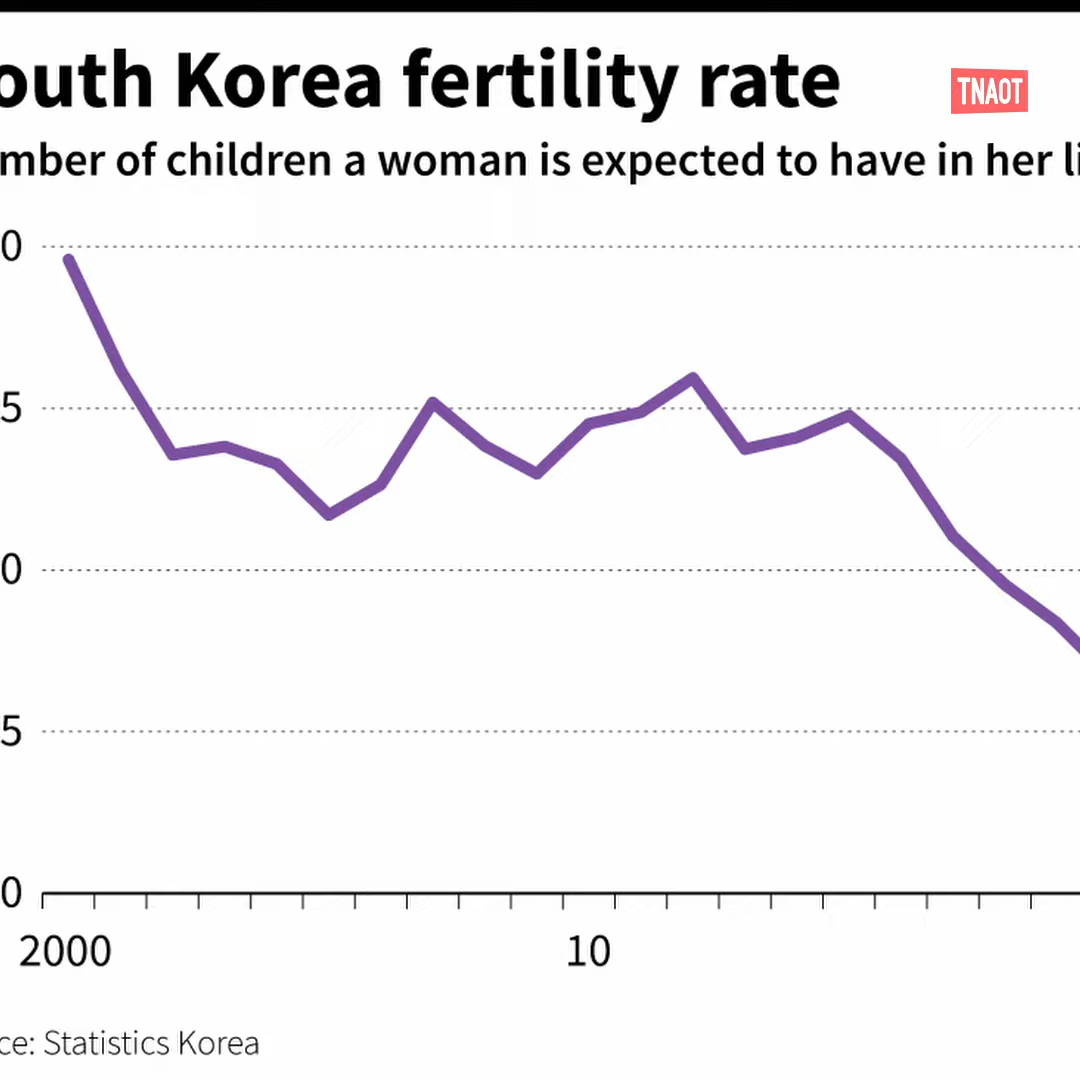 outh Korea fertility rate
TNAOT
mber of children a woman is expected to have in her li
0
5
0
5
0
2000 10
ce: Statistics Korea